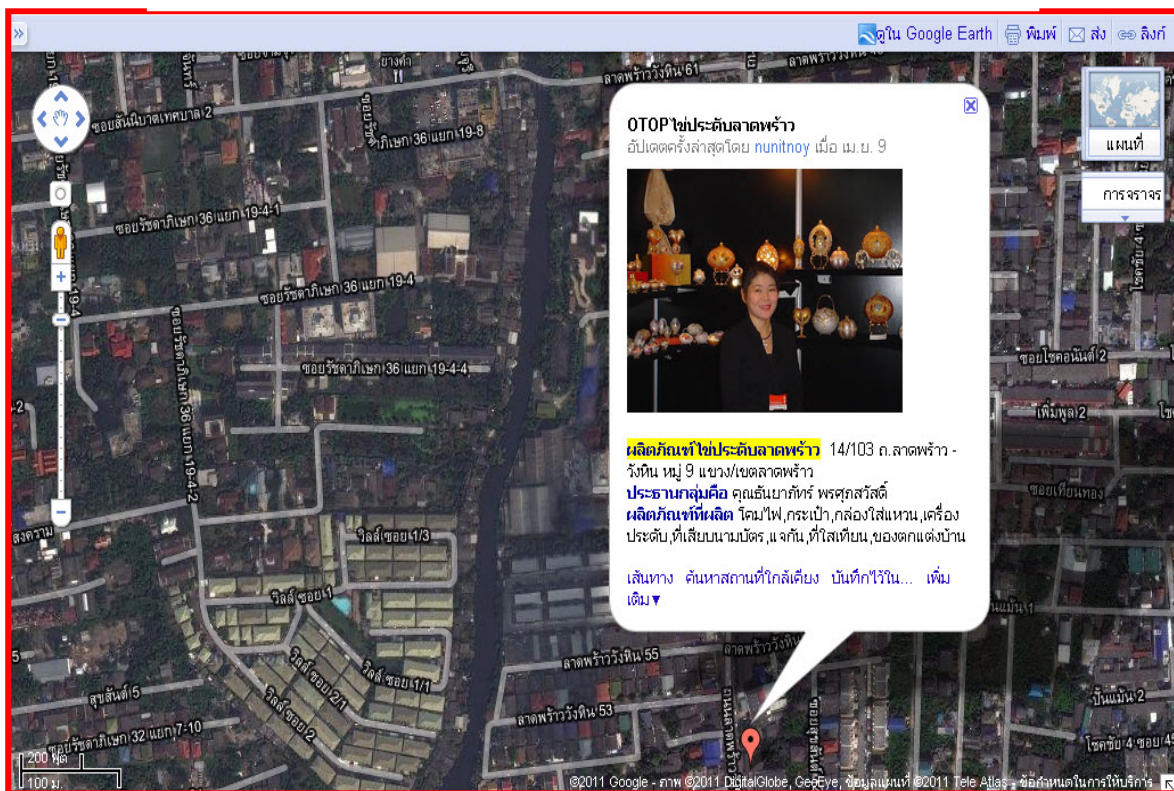 ดูใน Google Earth พิมพ์ ส่ง ลิงก์
ยางคำ
ลาดพร้าววังหิน 61
ซอยสันนิบาตเทศบาล 2
ภิเษก 36 แยก 19-8
แผนที่
การจราจร
OTOPไข่ประดับลาดพร้าว
อัปเดตครั้งล่าสุดโดย nunitnoy เมื่อ เม.ย. 9
ซอยรัชดาภิเษก 36 แยก 19-4-1
ซอยรัชดาภิเษก 36 แยก 19-4
19-4
ซอยรัชดาภิเษก 36 แยก 19-4-4
ซอยรัชดาภิเษก 36 แยก 19-4-2
ซอยโชคอนันต์ 2
เพิ่มพูล 2
ซอยเทียนทอง
ผลิตภัณฑ์ไข่ประดับลาดพร้าว 14/103 ถ.ลาดพร้าว -
วังหิน หมู่ 9 แขวง/เขตลาดพร้าว
ประธานกลุ่มคือ คุณธันยาภัทร์ พรศุภสวัสดิ์
ผลิตภัณฑ์ที่ผลิต โคมไฟ,กระเป๋า,กล่องใส่แหวน,เครื่อง
ประดับ,ที่เสียบนามบัตร,แจกัน,ที่ใสเทียน,ของตกแต่งบ้าน
เส้นทาง ค้นหาสถานที่ใกล้เคียง บันทึกไว้ใน... เพิ่ม
เติม▼
สงคราม
วิลล์ ซอย 1/3
วิลล์ ซอย 1
วิลล์ ซอย 2/1
วิลล์ ซอย 1/1
วิลล์ ซอย 2
สุขสันต์ 5
ลาดพร้าววังหิน 55
ลาดพร้าววังหิน 53
ปิ่นแม้น 2
โชคชัย 4 ซอย 45
ซอยรัชดาภิเษก 32 แยก 7-10
200 ฟุต
100 ม.
©2011 Google - ภาพ ©2011 DigitalGlobe, GeoEye, ข้อมูลแผนที่ ©2011 Tele Atlas - ข้อกำหนดในการให้บริการ